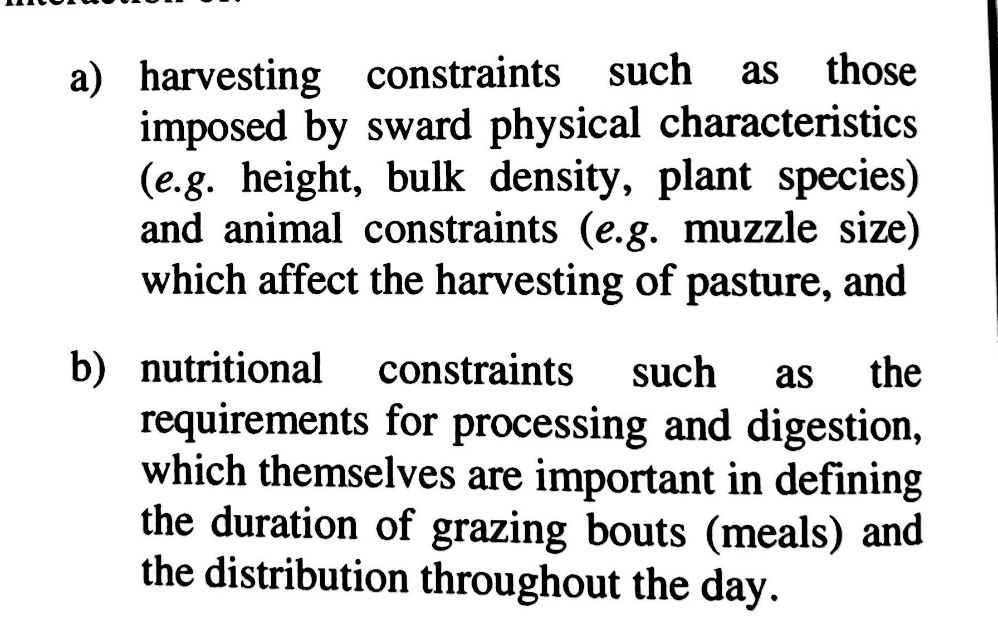 a) harvesting constraints such as those
imposed by sward physical characteristics
(e.g. height, bulk density, plant species)
and animal constraints (e.g. muzzle size)
which affect the harvesting of pasture, and
b) nutritional constraints such as the
requirements for processing and digestion,
which themselves are important in defining
the duration of grazing bouts (meals) and
the distribution throughout the day.